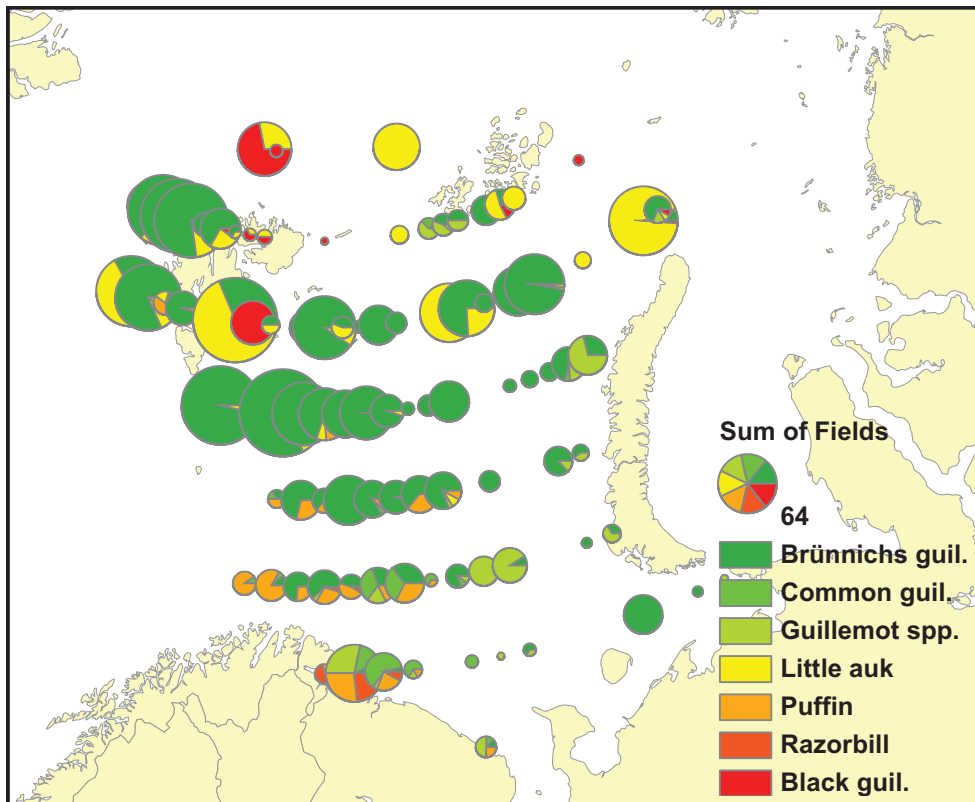 Sum of Fields
64
Brünnichs guil.
Common guil.
Guillemot spp.
Little auk
Puffin
Razorbill
Black guil.